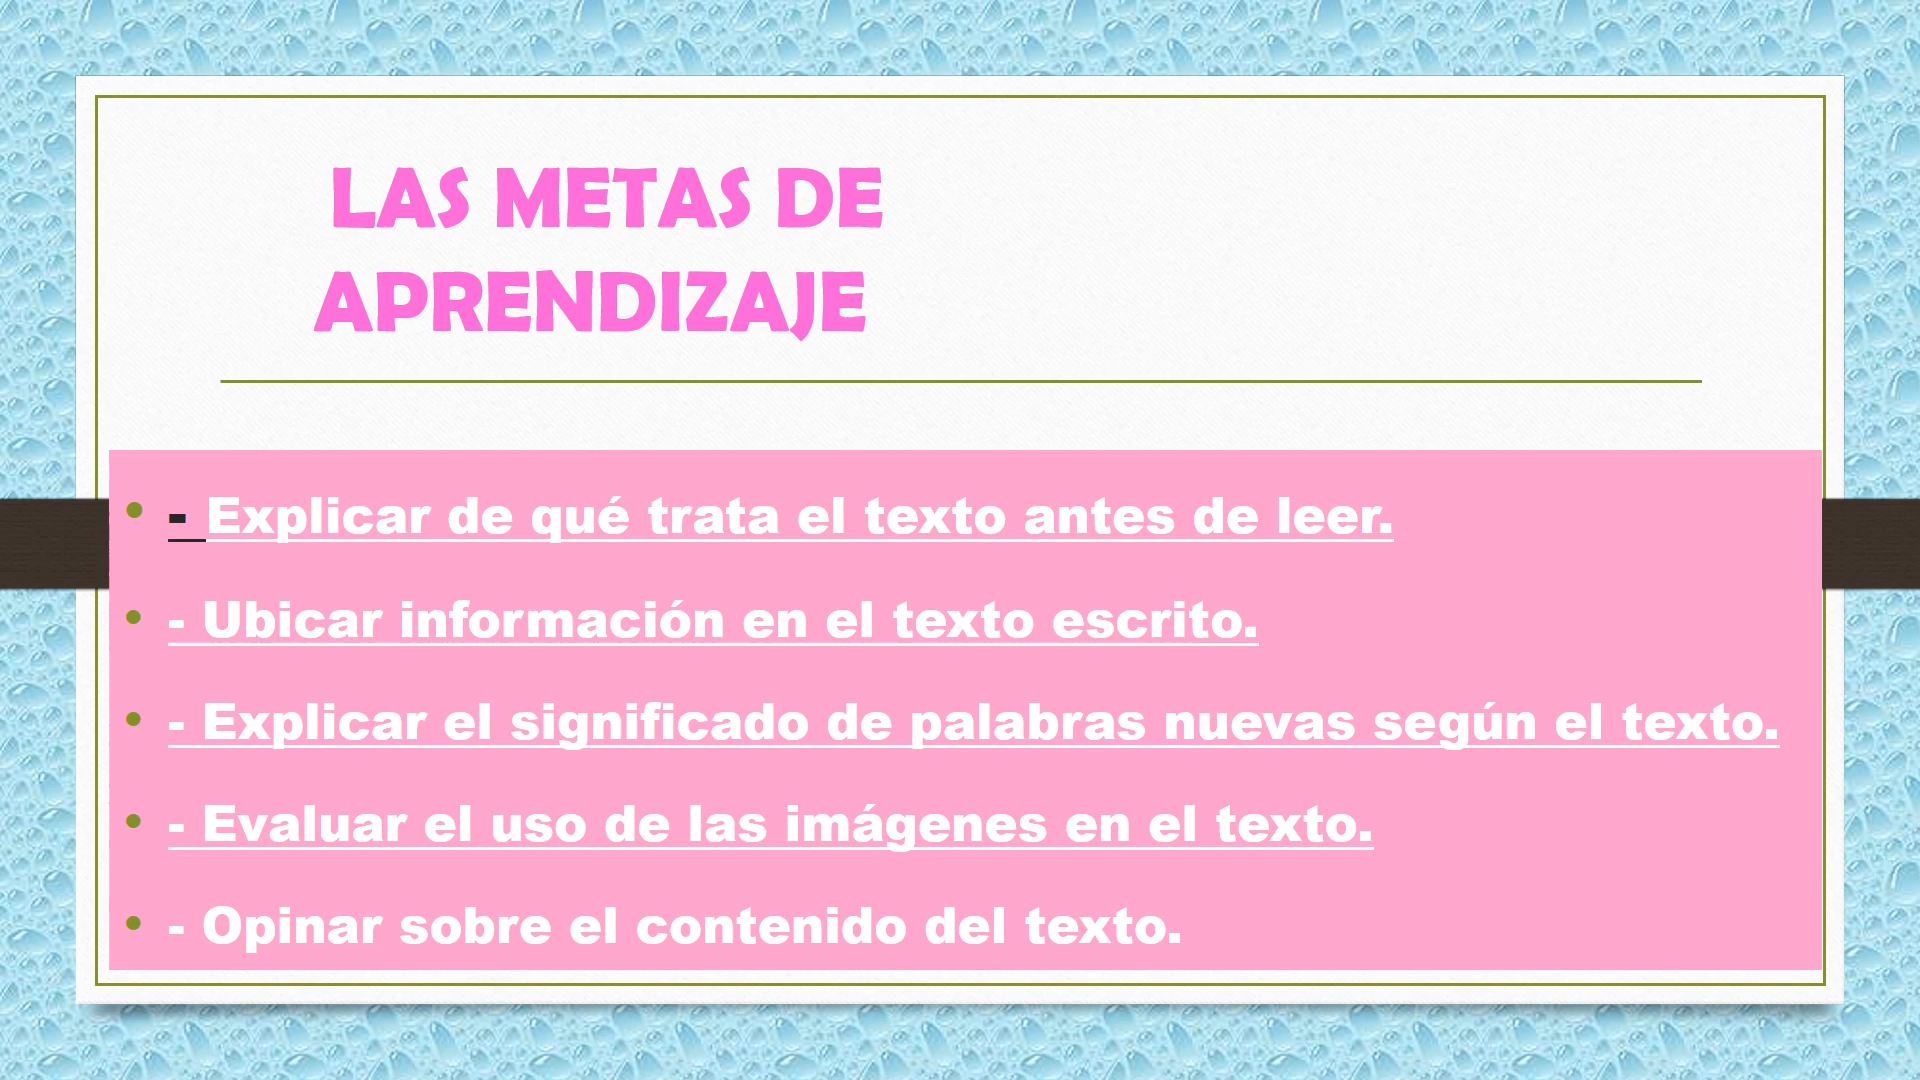 LAS METAS DE
APRENDIZAJE
• - Explicar de qué trata el texto antes de leer.
• - Ubicar información en el texto escrito.
• - Explicar el significado de palabras nuevas según el texto.
• - Evaluar el uso de las imágenes en el texto.
• - Opinar sobre el contenido del texto.